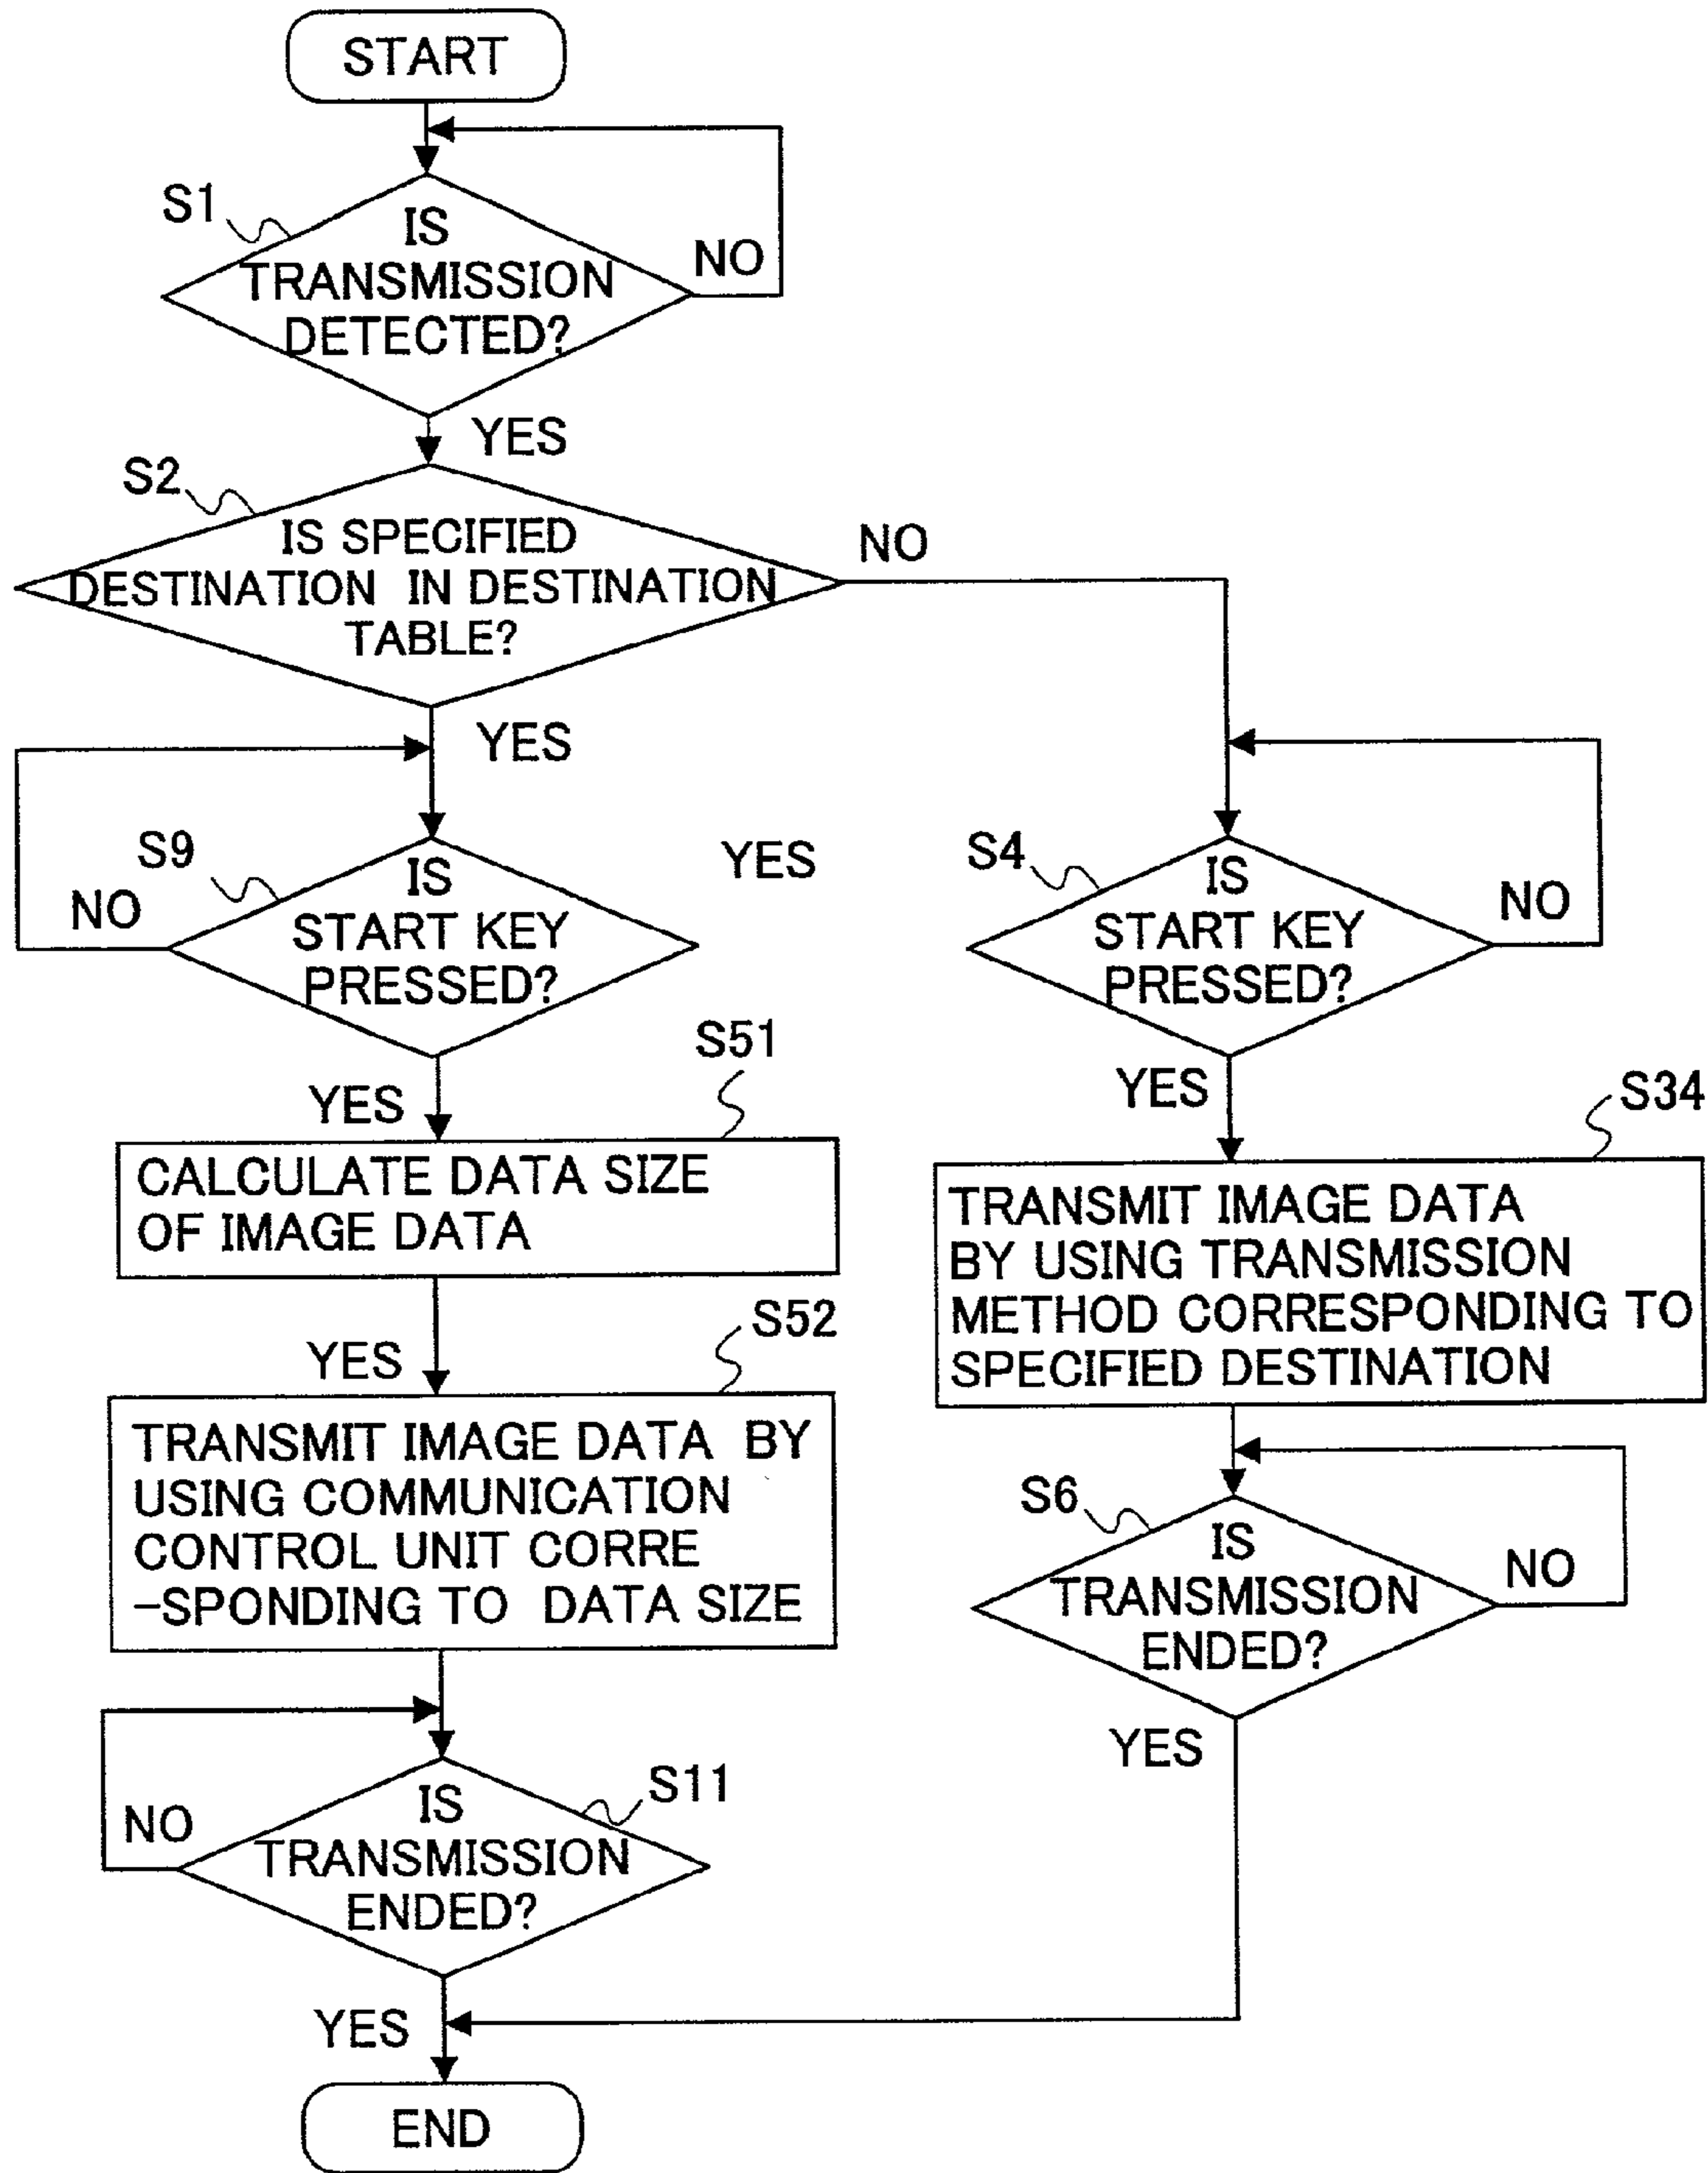 START
S1
IS
TRANSMISSION
DETECTED?
NO
YES
S2
IS SPECIFIED
DESTINATION IN DESTINATION
TABLE?
NO
YES
S9
IS
START KEY
PRESSED?
NO
YES
YES
S51
CALCULATE DATA SIZE
OF IMAGE DATA
YES
S52
TRANSMIT IMAGE DATA BY
USING COMMUNICATION
CONTROL UNIT CORRE
-SPONDING TO DATA SIZE
S11
IS
TRANSMISSION
ENDED?
NO
YES
S4
IS
START KEY
PRESSED?
NO
YES
S34
TRANSMIT IMAGE DATA
BY USING TRANSMISSION
METHOD CORRESPONDING TO
SPECIFIED DESTINATION
S6
IS
TRANSMISSION
ENDED?
NO
YES
END